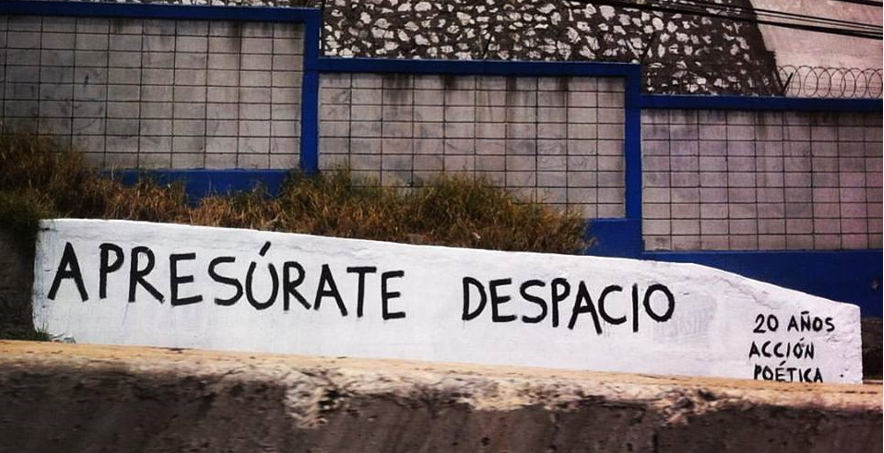 APRESÚRATE DESPACIO
20 AÑOS
ACCIÓN
POÉTICA